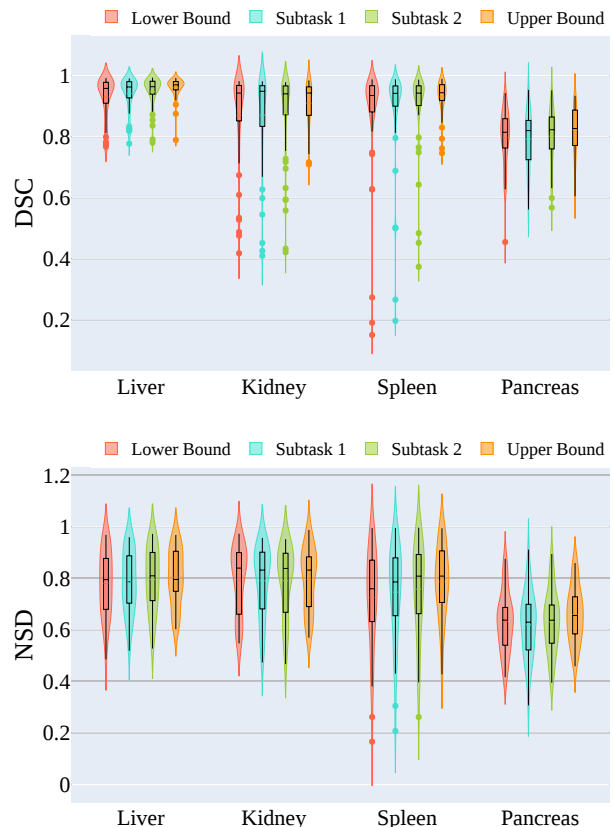 Lower Bound Subtask 1 Subtask 2 Upper Bound
1
0.8
0.6
0.4
0.2
DSC
Liver Kidney Spleen Pancreas
Lower Bound Subtask 1 Subtask 2 Upper Bound
1.2
1
0.8
0.6
0.4
0.2
0
NSD
Liver Kidney Spleen Pancreas